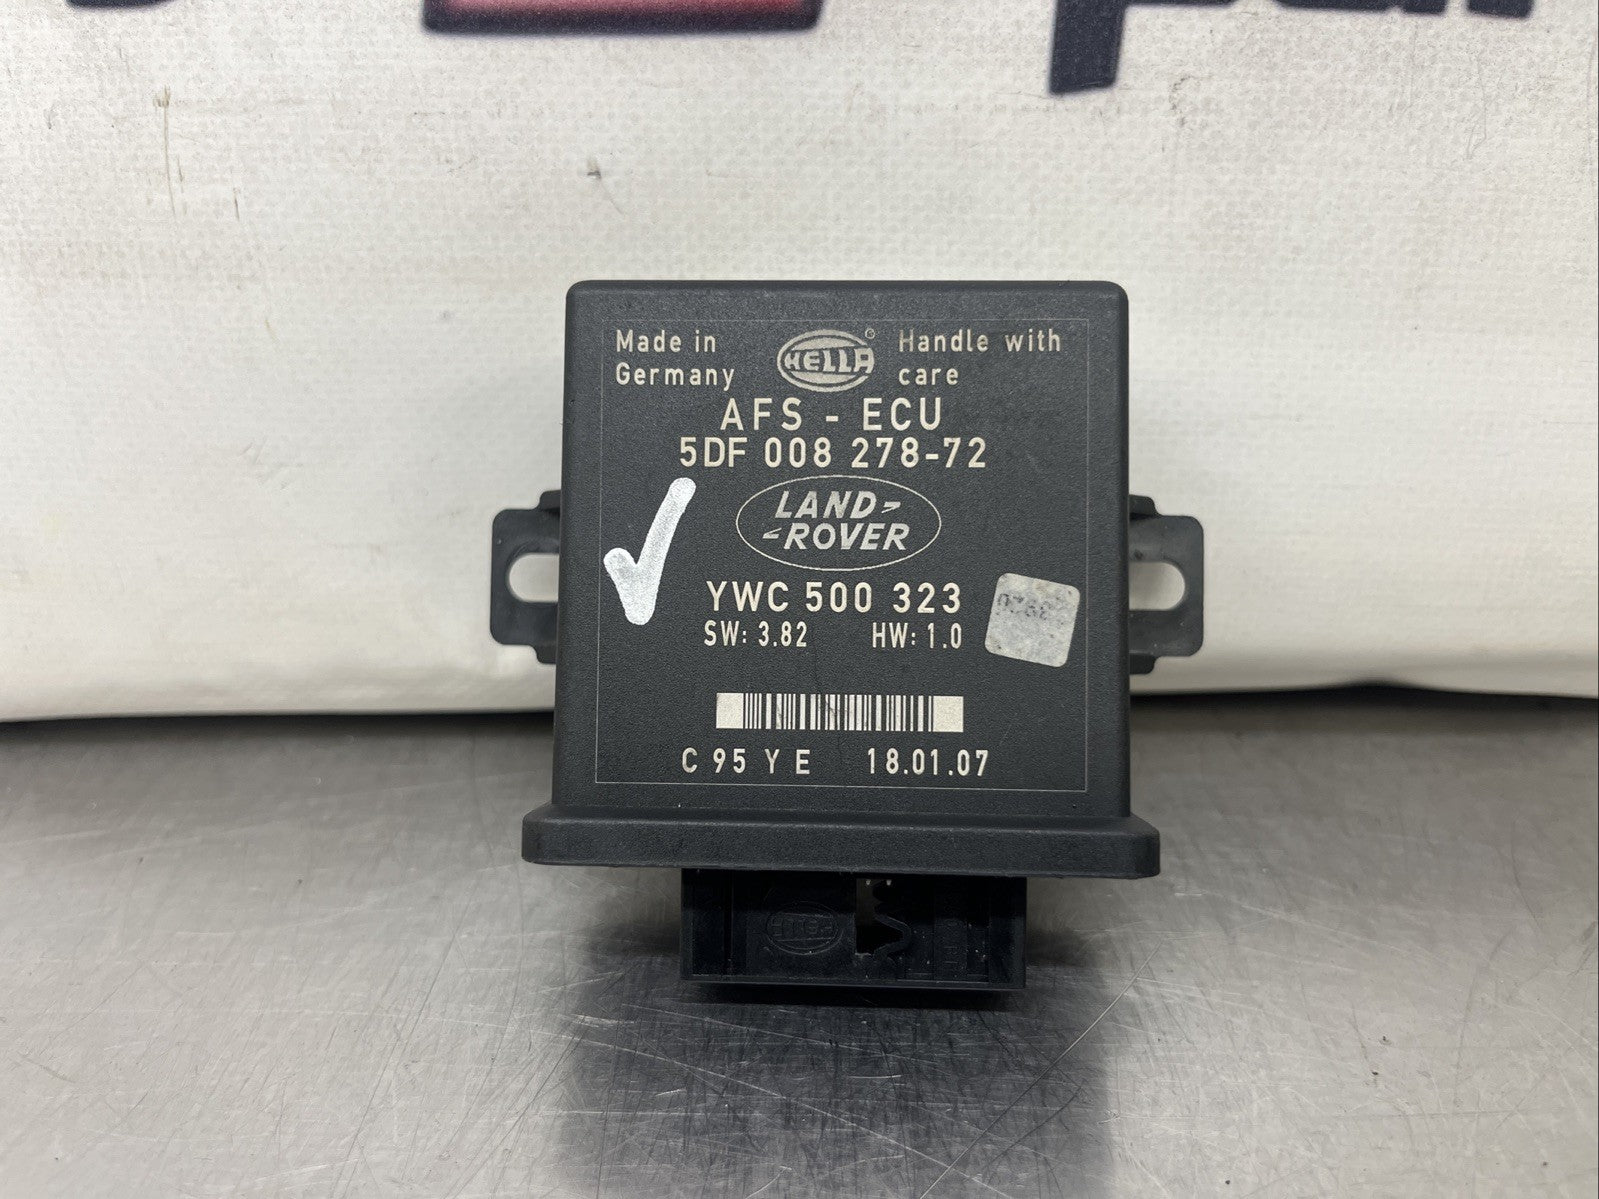 Made in
Germany
HELLA
Handle with
care
AFS - ECU
5DF 008 278-72
LAND
ROVER
YWC 500 323
SW: 3.82 HW: 1.0
C 95 Y E 18.01.07
HELLA